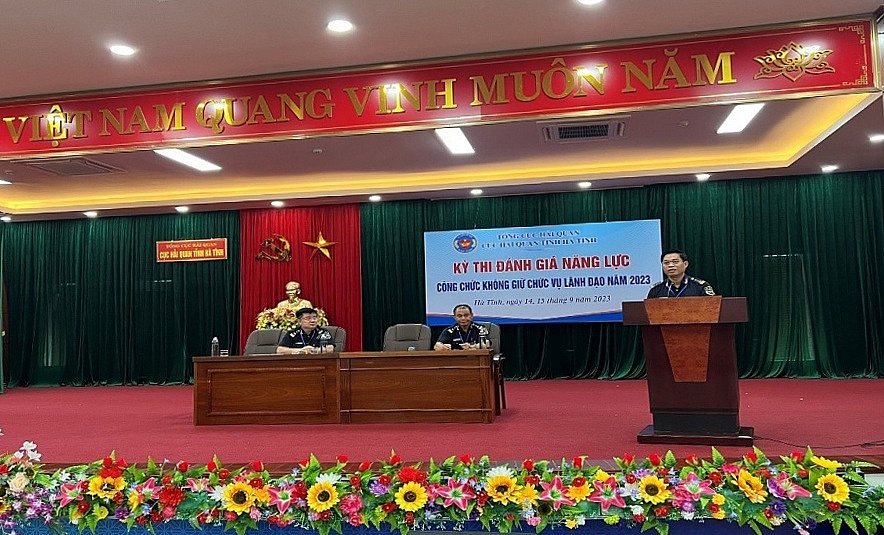 VIỆT NAM QUANG VINH MUÔN NĂM
TỔNG CỤC HẢI QUAN
CỤC HẢI QUAN TỈNH HÀ TĨNH
TỔNG CỤC HẢI QUAN
CỤC HẢI QUAN TỈNH HÀ TĨNH
KỲ THI ĐÁNH GIÁ NĂNG LỰC
CÔNG CHỨC KHÔNG GIỮ CHỨC VỤ LÃNH ĐẠO NĂM 2023
Hà Tĩnh, ngày 14, 15 tháng 9 năm 2023